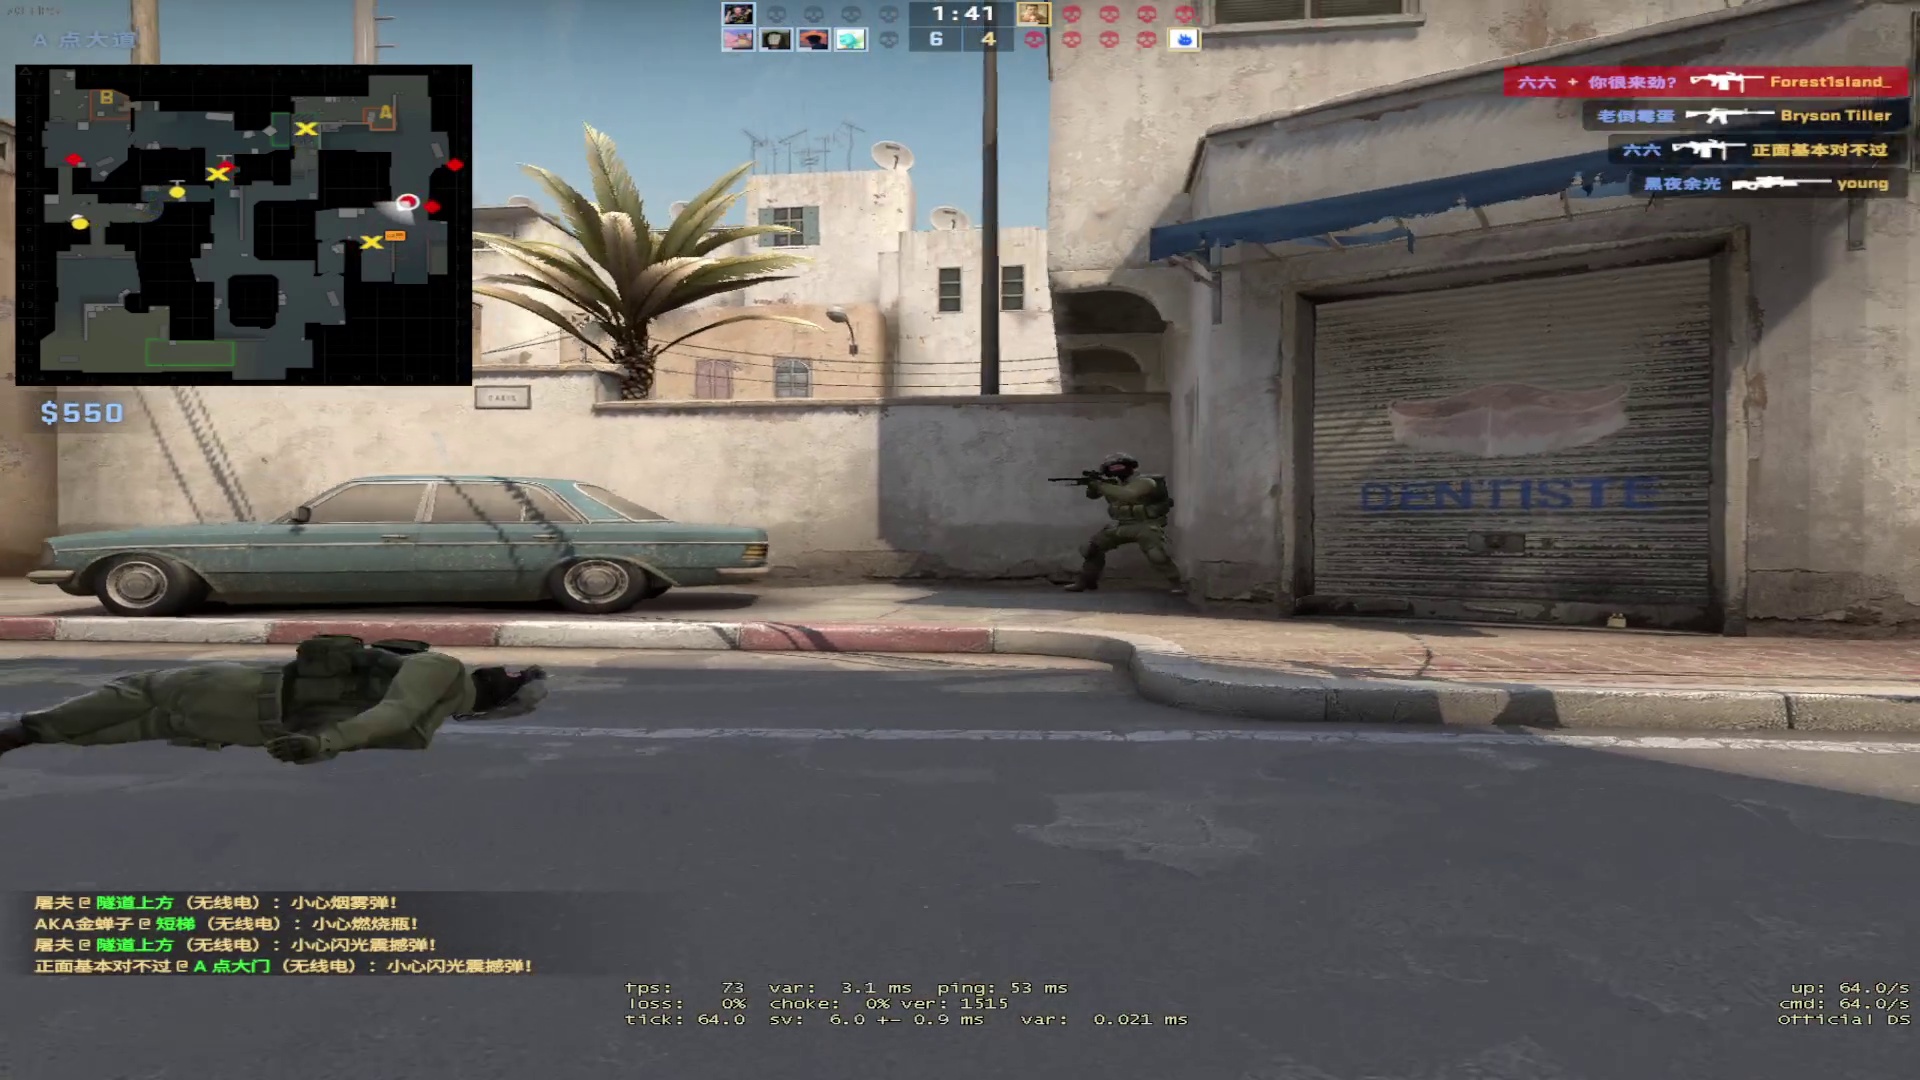 A 点大道
1:41
6 4
B
A
六六 + 你很来劲? Forest1sland_
老倒霉蛋 Bryson Tiller
六六 正面基本对不过
黑夜余光 young
$550
DENTISTE
屠夫@隧道上方（无线电）：小心烟雾弹!
AKA金蝉子@短梯（无线电）：小心燃烧瓶!
屠夫@隧道上方（无线电）：小心闪光震撼弹!
正面基本对不过@A 点大门（无线电）：小心闪光震撼弹!
fps: 73 var: 3.1 ms ping: 53 ms
loss: 0% choke: 0% ver: 1515
tick: 64.0 sv: 6.0 +- 0.9 ms var: 0.021 ms
up: 64.0/s
cmd: 64.0/s
Official DS